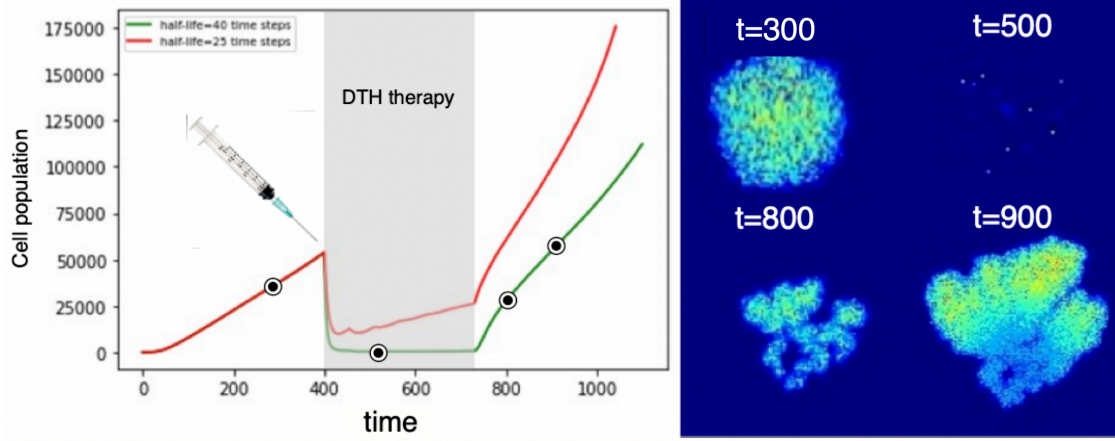 half-life=40 time steps
half-life=25 time steps
DTH therapy
Cell population
175000
150000
125000
100000
75000
50000
25000
0
0
200
400
600
800
1000
time
t=300
t=500
t=800
t=900